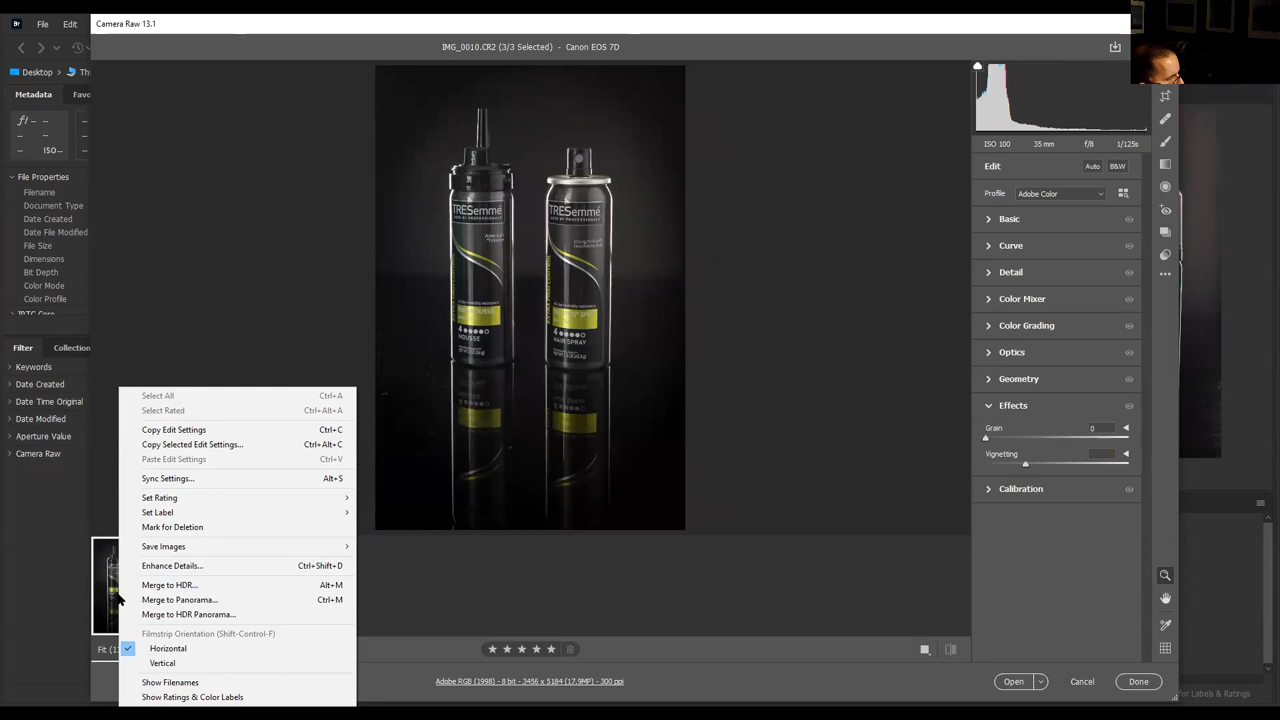 Camera Raw 13.1
Br File Edit
IMG_0010.CR2 (3/3 Selected) - Canon EOS 7D
Desktop
Metadata
f/ -- --
-- --
-- ISO --
File Properties
Filename
Document Type
Date Created
Date File Modified
File Size
Dimensions
Bit Depth
Color Mode
Color Profile
Filter
Keywords
Date Created
Date Time Original
Date Modified
Aperture Value
Camera Raw
Select All Ctrl+A
Select Rated Ctrl+Alt+A
Copy Edit Settings Ctrl+C
Copy Selected Edit Settings... Ctrl+Alt+C
Paste Edit Settings Ctrl+V
Sync Settings... Alt+S
Set Rating
Set Label
Mark for Deletion
Save Images
Enhance Details... Ctrl+Shift+D
Merge to HDR... Alt+M
Merge to Panorama... Ctrl+M
Merge to HDR Panorama...
Filmstrip Orientation (Shift-Control-F)
Horizontal
Vertical
Show Filenames
Show Ratings & Color Labels
TRESemmé
TRESemmé
4
MOUSSE
4
HAIR SPRAY
ISO 100 35 mm f/8 1/125s
Edit Auto B&W
Profile Adobe Color
Basic
Curve
Detail
Color Mixer
Color Grading
Optics
Geometry
Effects
Grain 0
Vignetting
Calibration
Adobe RGB (1998) - 8 bit - 3456 x 5184 (17.9MP) - 300 ppi
Open Cancel Done
for Labels & Ratings